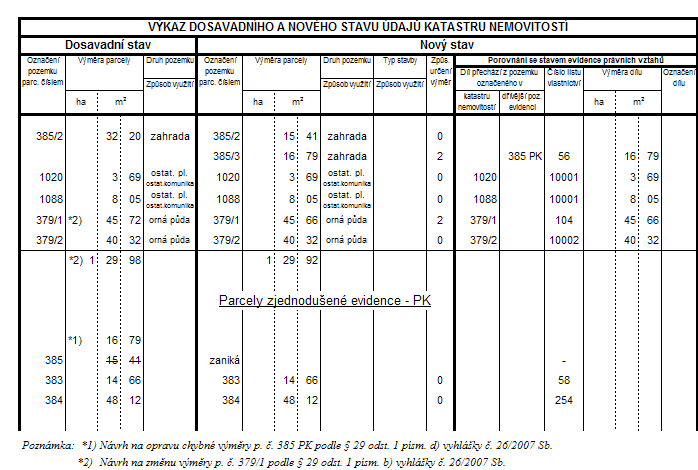 VÝKAZ DOSAVADNÍHO A NOVÉHO STAVU ÚDAJŮ KATASTRU NEMOVITOSTÍ
Dosavadní stav Nový stav
Označení pozemku parc. číslem Výměra parcely Druh pozemku Označení pozemku parc. číslem Výměra parcely Druh pozemku Typ stavby Způs. určení výměr Porovnání se stavem evidence právních vztahů
Díl přechází z pozemku označeného v Číslo listu vlastnictví Výměra dílu Označení dílu
ha m² Způsob využití ha m² Způsob využití Způsob využití katastru nemovitostí dřívější poz. evidenci ha m²
385/2 32 20 zahrada 385/2 15 41 zahrada 0
385/3 16 79 zahrada 2 385 PK 56 16 79
1020 3 69 ostat. pl. ostat.komunika 1020 3 69 ostat. pl. ostat.komunika 0 1020 10001 3 69
1088 8 05 ostat. pl. ostat.komunika 1088 8 05 ostat. pl. ostat.komunika 0 1088 10001 8 05
379/1 *2) 45 72 orná půda 379/1 45 66 orná půda 2 379/1 104 45 66
379/2 40 32 orná půda 379/2 40 32 orná půda 0 379/2 10002 40 32
*2) 1 29 98 1 29 92
Parcely zjednodušené evidence - PK
*1) 16 79
385 15 41 zaniká -
383 14 66 383 14 66 0 58
384 48 12 384 48 12 0 254
Poznámka: *1) Návrh na opravu chybné výměry p. č. 385 PK podle § 29 odst. 1 písm. d) vyhlášky č. 26/2007 Sb.
*2) Návrh na změnu výměry p. č. 379/1 podle § 29 odst. 1 písm. b) vyhlášky č. 26/2007 Sb.